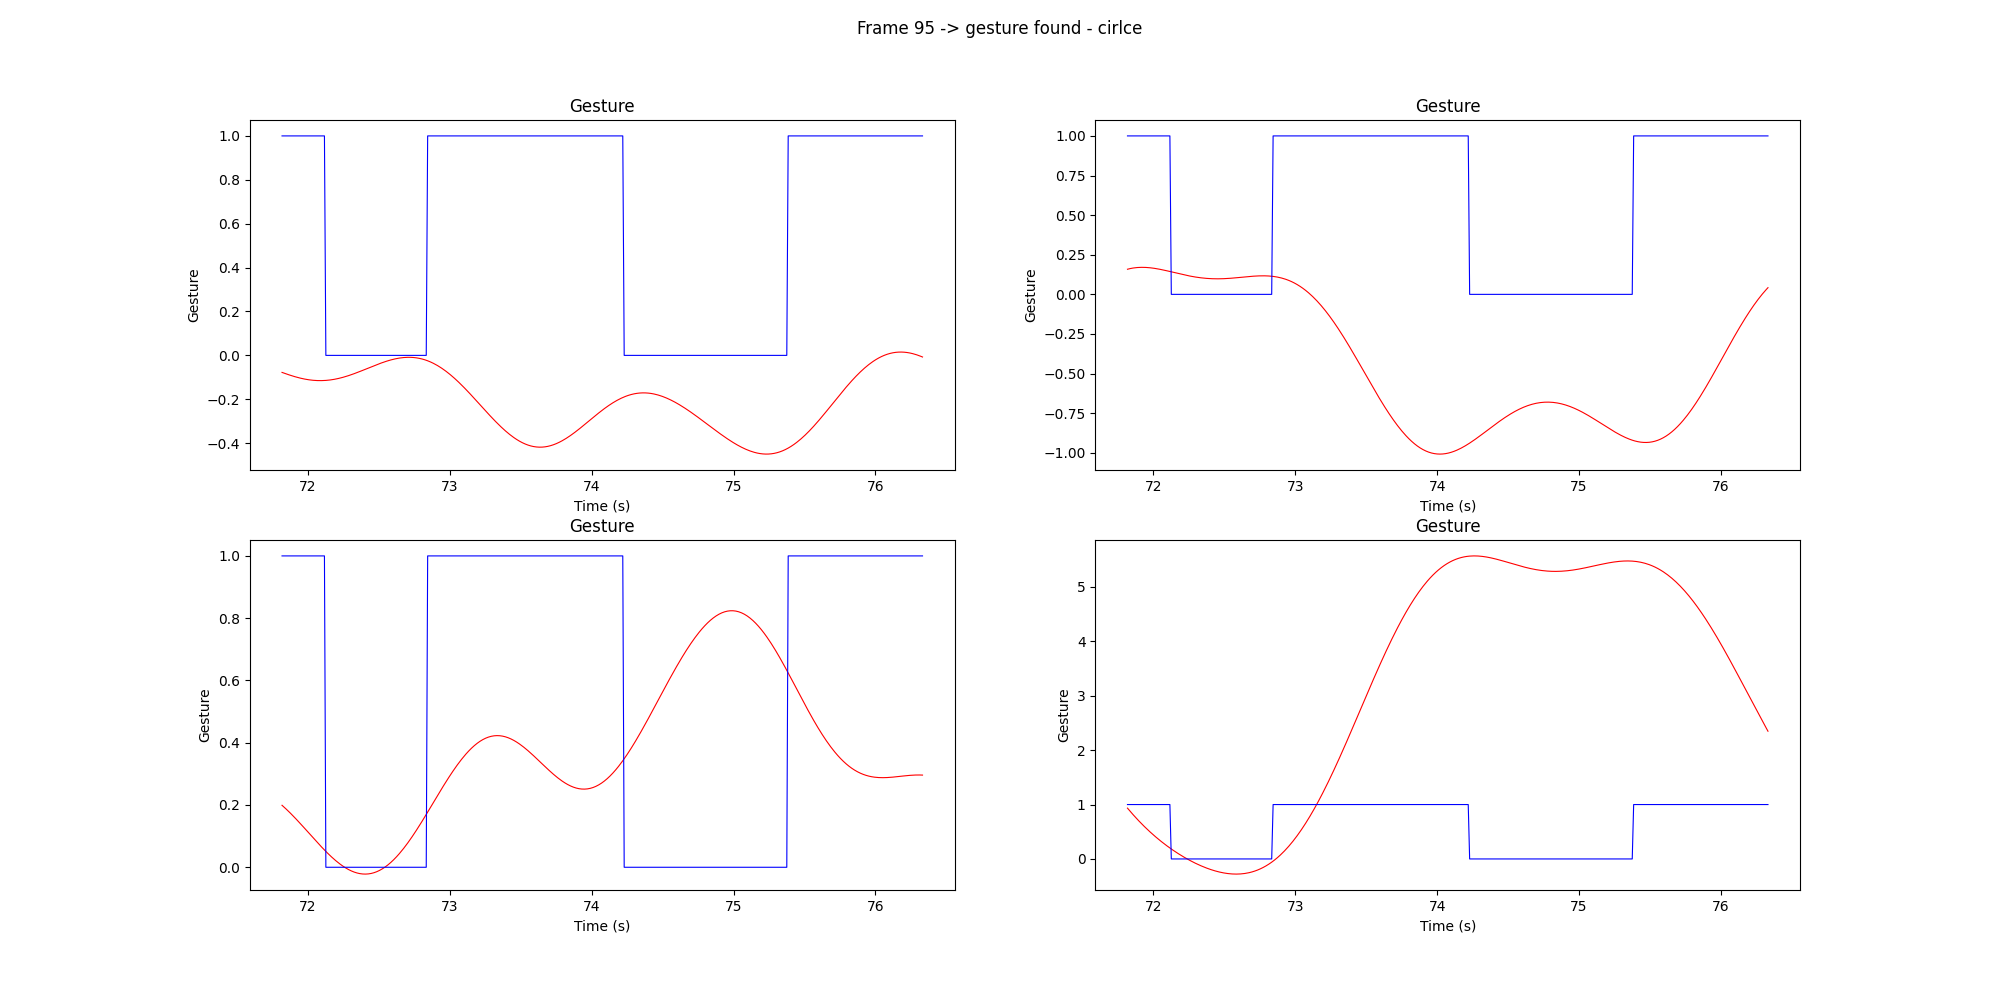 Frame 95 -> gesture found - cirlce
Gesture
Gesture
1.0
0.8
0.6
0.4
0.2
0.0
−0.2
−0.4
Gesture
72 73 74 75 76
Time (s)
Gesture
1.00
0.75
0.50
0.25
0.00
−0.25
−0.50
−0.75
−1.00
Gesture
72 73 74 75 76
Time (s)
Gesture
1.0
0.8
0.6
0.4
0.2
0.0
Gesture
72 73 74 75 76
Time (s)
5
4
3
2
1
0
Gesture
72 73 74 75 76
Time (s)